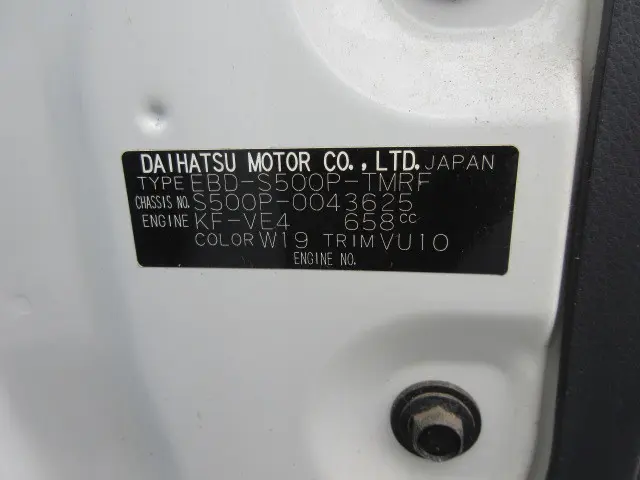 DAIHATSU MOTOR CO., LTD. JAPAN
TYPE EBD-S500P-TMRF
CHASSIS NO. S500P-0043625
ENGINE KF-VE4 658cc
COLOR W19 TRIM VU10
ENGINE NO.